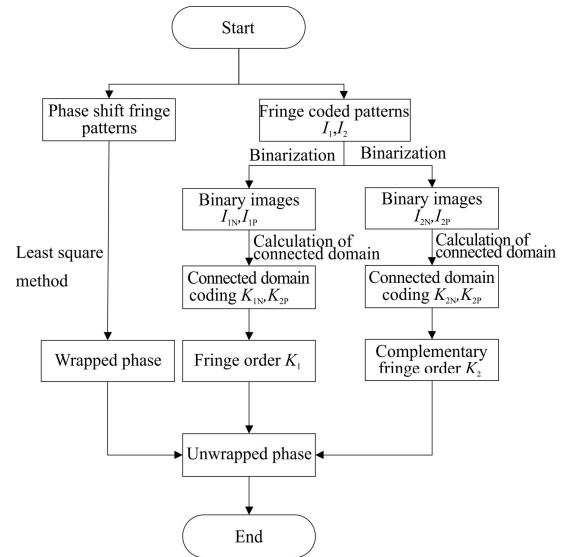 Start
Phase shift fringe
patterns
Fringe coded patterns
I₁,I₂
Binarization
Binarization
Binary images
I₁N,I₁P
Binary images
I₂N,I₂P
Least square
method
Calculation of
connected domain
Calculation of
connected domain
Connected domain
coding K₁N,K₂P
Connected domain
coding K₂N,K₂P
Wrapped phase
Fringe order K₁
Complementary
fringe order K₂
Unwrapped phase
End